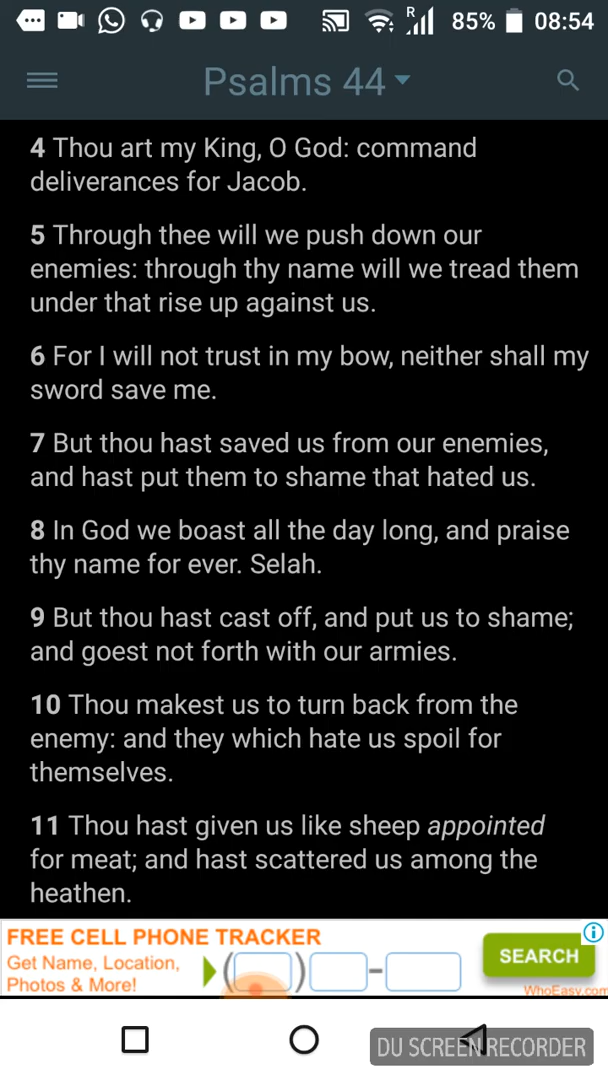 R 85% 08:54
Psalms 44
4 Thou art my King, O God: command
deliverances for Jacob.
5 Through thee will we push down our
enemies: through thy name will we tread them
under that rise up against us.
6 For I will not trust in my bow, neither shall my
sword save me.
7 But thou hast saved us from our enemies,
and hast put them to shame that hated us.
8 In God we boast all the day long, and praise
thy name for ever. Selah.
9 But thou hast cast off, and put us to shame;
and goest not forth with our armies.
10 Thou makest us to turn back from the
enemy: and they which hate us spoil for
themselves.
11 Thou hast given us like sheep appointed
for meat; and hast scattered us among the
heathen.
FREE CELL PHONE TRACKER
Get Name, Location,
Photos & More!
( ) -
SEARCH
WhoEasy.com
DU SCREEN RECORDER